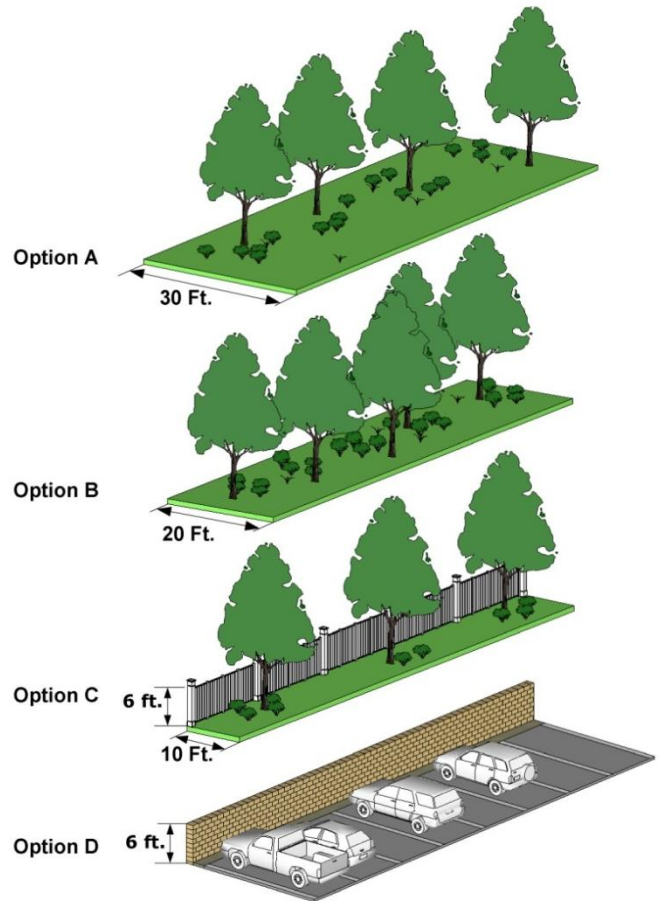 Option A
30 Ft.
Option B
20 Ft.
Option C
6 ft.
10 Ft.
Option D
6 ft.